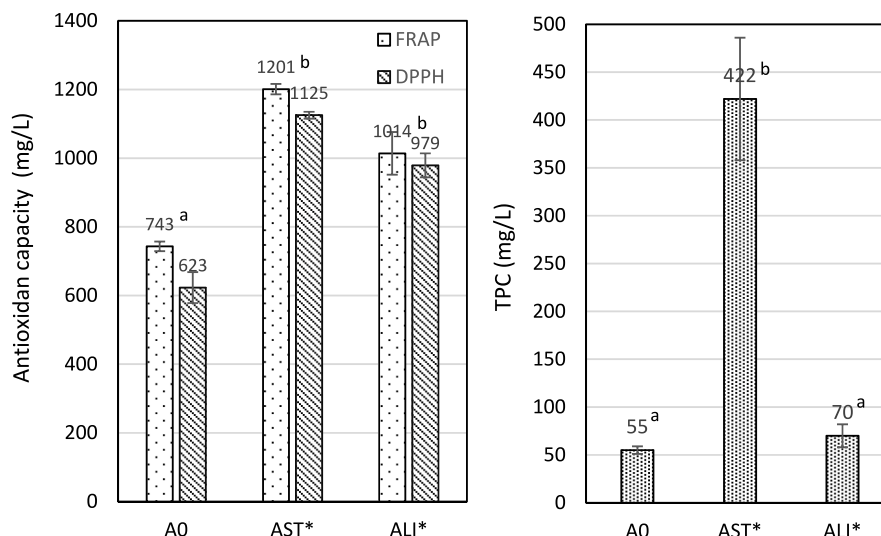 1400
1200
1000
800
600
400
200
0
Antioxidan capacity (mg/L)
FRAP
DPPH
743 a
623
1201 b
1125
1014 b
979
A0 AST* ALI*
500
450
400
350
300
250
200
150
100
50
0
TPC (mg/L)
55 a
422 b
70 a
A0 AST* ALI*